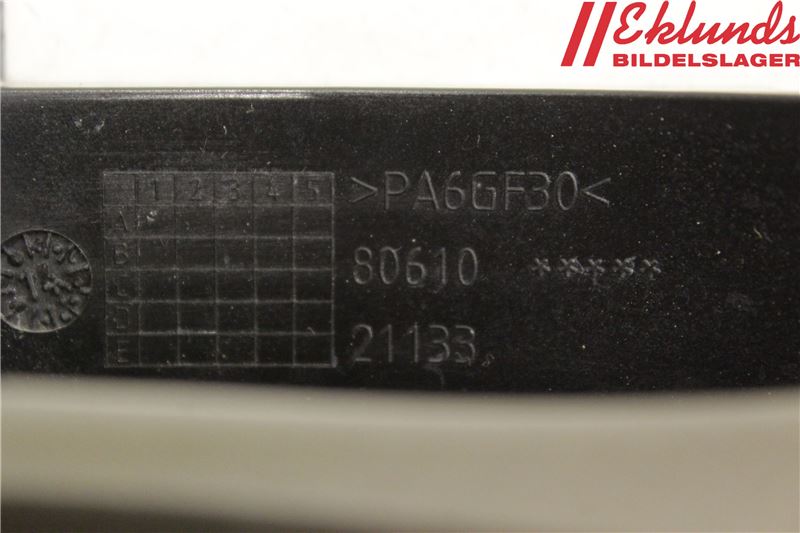 Eklunds
BILDELSLAGER
1 2 3 4 5
>PA6GF30<
A
B
80610 *****
C
D
21133
E